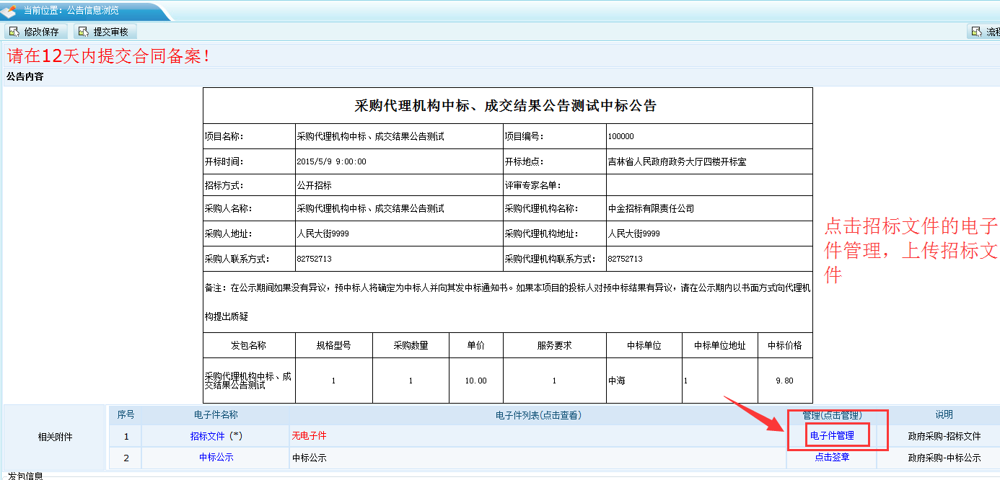 当前位置：公告信息浏览
修改保存 提交审核 流程
请在12天内提交合同备案！
公告内容
采购代理机构中标、成交结果公告测试中标公告
项目名称： 采购代理机构中标、成交结果公告测试 项目编号： 100000
开标时间： 2015/5/9 9:00:00 开标地点： 吉林省人民政府政务大厅四楼开标室
招标方式： 公开招标 评审专家名单：
采购人名称： 采购代理机构中标、成交结果公告测试 采购代理机构名称： 中金招标有限责任公司
采购人地址： 人民大街9999 采购代理机构地址： 人民大街9999
采购人联系方式： 82752713 采购代理机构联系方式： 82752713
备注：在公示期间如果没有异议，预中标人将确定为中标人并向其发中标通知书。如果本项目的投标人对预中标结果有异议，请在公示期内以书面方式向代理机
构提出质疑
发包名称 规格型号 采购数量 单价 服务要求 中标单位 中标单位地址 中标价格
采购代理机构中标、成
交结果公告测试 1 1 10.00 1 中海 1 9.80
点击招标文件的电子
件管理，上传招标文
件
相关附件
序号 电子件名称 电子件列表(点击查看) 管理(点击管理) 说明
1 招标文件 (*) 无电子件 电子件管理 政府采购-招标文件
2 中标公示 中标公示 点击签章 政府采购-中标公示
发包信息